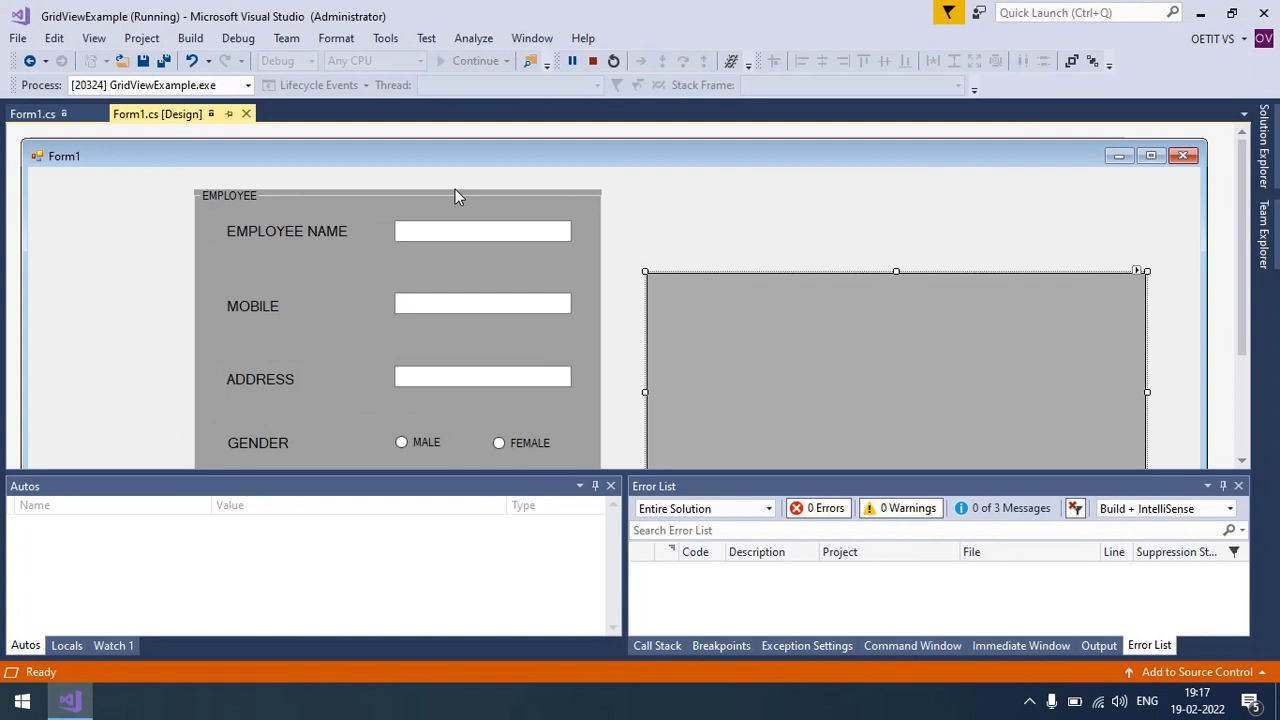 GridViewExample (Running) - Microsoft Visual Studio (Administrator)
Quick Launch (Ctrl+Q)
File Edit View Project Build Debug Team Format Tools Test Analyze Window Help
OETIT VS OV
Debug Any CPU Continue
Process: [20324] GridViewExample.exe Lifecycle Events Thread: Stack Frame:
Form1.cs Form1.cs [Design]
Form1
EMPLOYEE
EMPLOYEE NAME
MOBILE
ADDRESS
GENDER MALE FEMALE
Solution Explorer
Team Explorer
Autos
Name Value Type
Autos Locals Watch 1
Error List
Entire Solution 0 Errors 0 Warnings 0 of 3 Messages Build + IntelliSense
Search Error List
Code Description Project File Line Suppression St...
Call Stack Breakpoints Exception Settings Command Window Immediate Window Output Error List
Ready Add to Source Control
ENG 19:17
19-02-2022 5